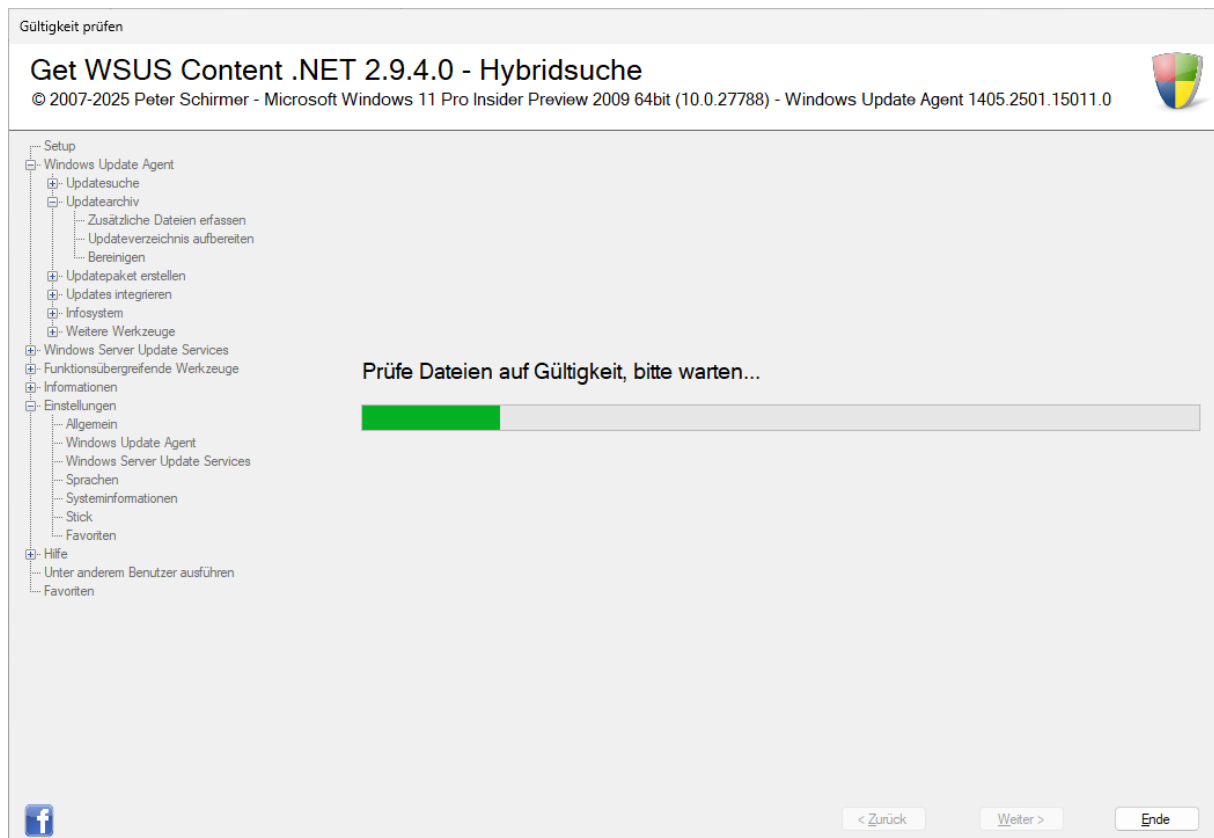 Gültigkeit prüfen
Get WSUS Content .NET 2.9.4.0 - Hybridsuche
© 2007-2025 Peter Schirmer - Microsoft Windows 11 Pro Insider Preview 2009 64bit (10.0.27788) - Windows Update Agent 1405.2501.15011.0
Setup
Windows Update Agent
Updatesuche
Updatearchiv
Zusätzliche Dateien erfassen
Updateverzeichnis aufbereiten
Bereinigen
Updatepaket erstellen
Updates integrieren
Infosystem
Weitere Werkzeuge
Windows Server Update Services
Funktionsübergreifende Werkzeuge
Informationen
Einstellungen
Allgemein
Windows Update Agent
Windows Server Update Services
Sprachen
Systeminformationen
Stick
Favoriten
Hilfe
Unter anderem Benutzer ausführen
Favoriten
Prüfe Dateien auf Gültigkeit, bitte warten...
f
< Zurück
Weiter >
Ende